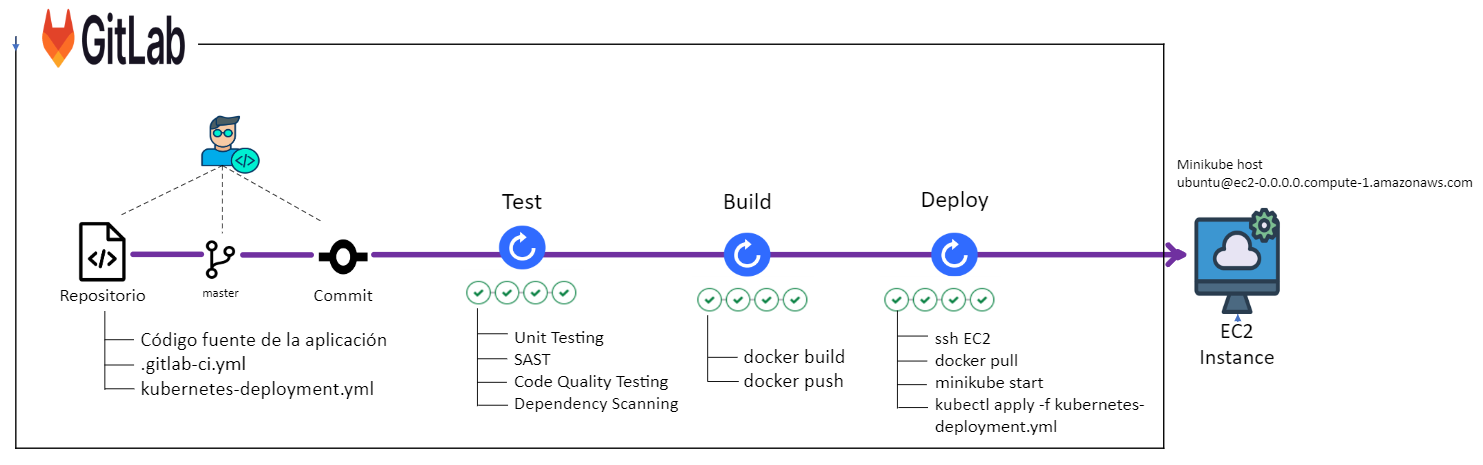 GitLab
Minikube host
ubuntu@ec2-0.0.0.0.compute-1.amazonaws.com
Test
Build
Deploy
Repositorio
master
Commit
Código fuente de la aplicación
.gitlab-ci.yml
kubernetes-deployment.yml
Unit Testing
SAST
Code Quality Testing
Dependency Scanning
docker build
docker push
ssh EC2
docker pull
minikube start
kubectl apply -f kubernetes-
deployment.yml
EC2
Instance